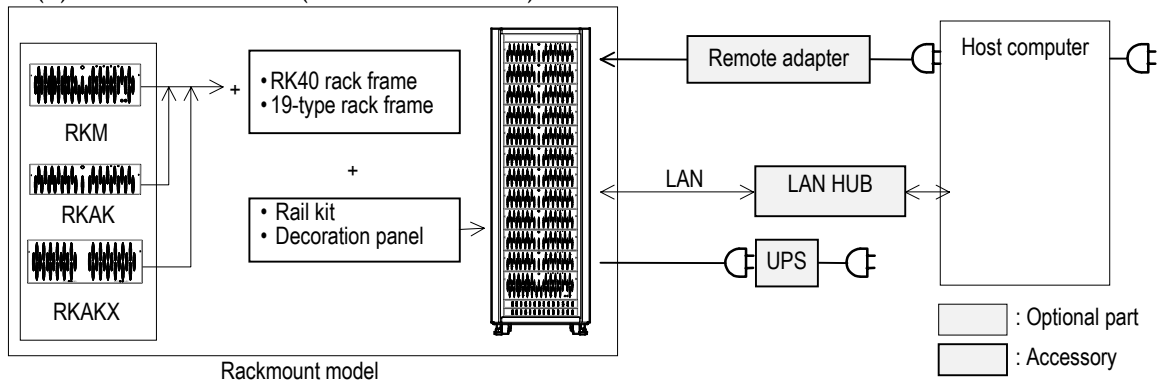 RKM
RKAK
RKAKX
+
• RK40 rack frame
• 19-type rack frame
+
• Rail kit
• Decoration panel
Rackmount model
Remote adapter
LAN
LAN HUB
UPS
Host computer
: Optional part
: Accessory